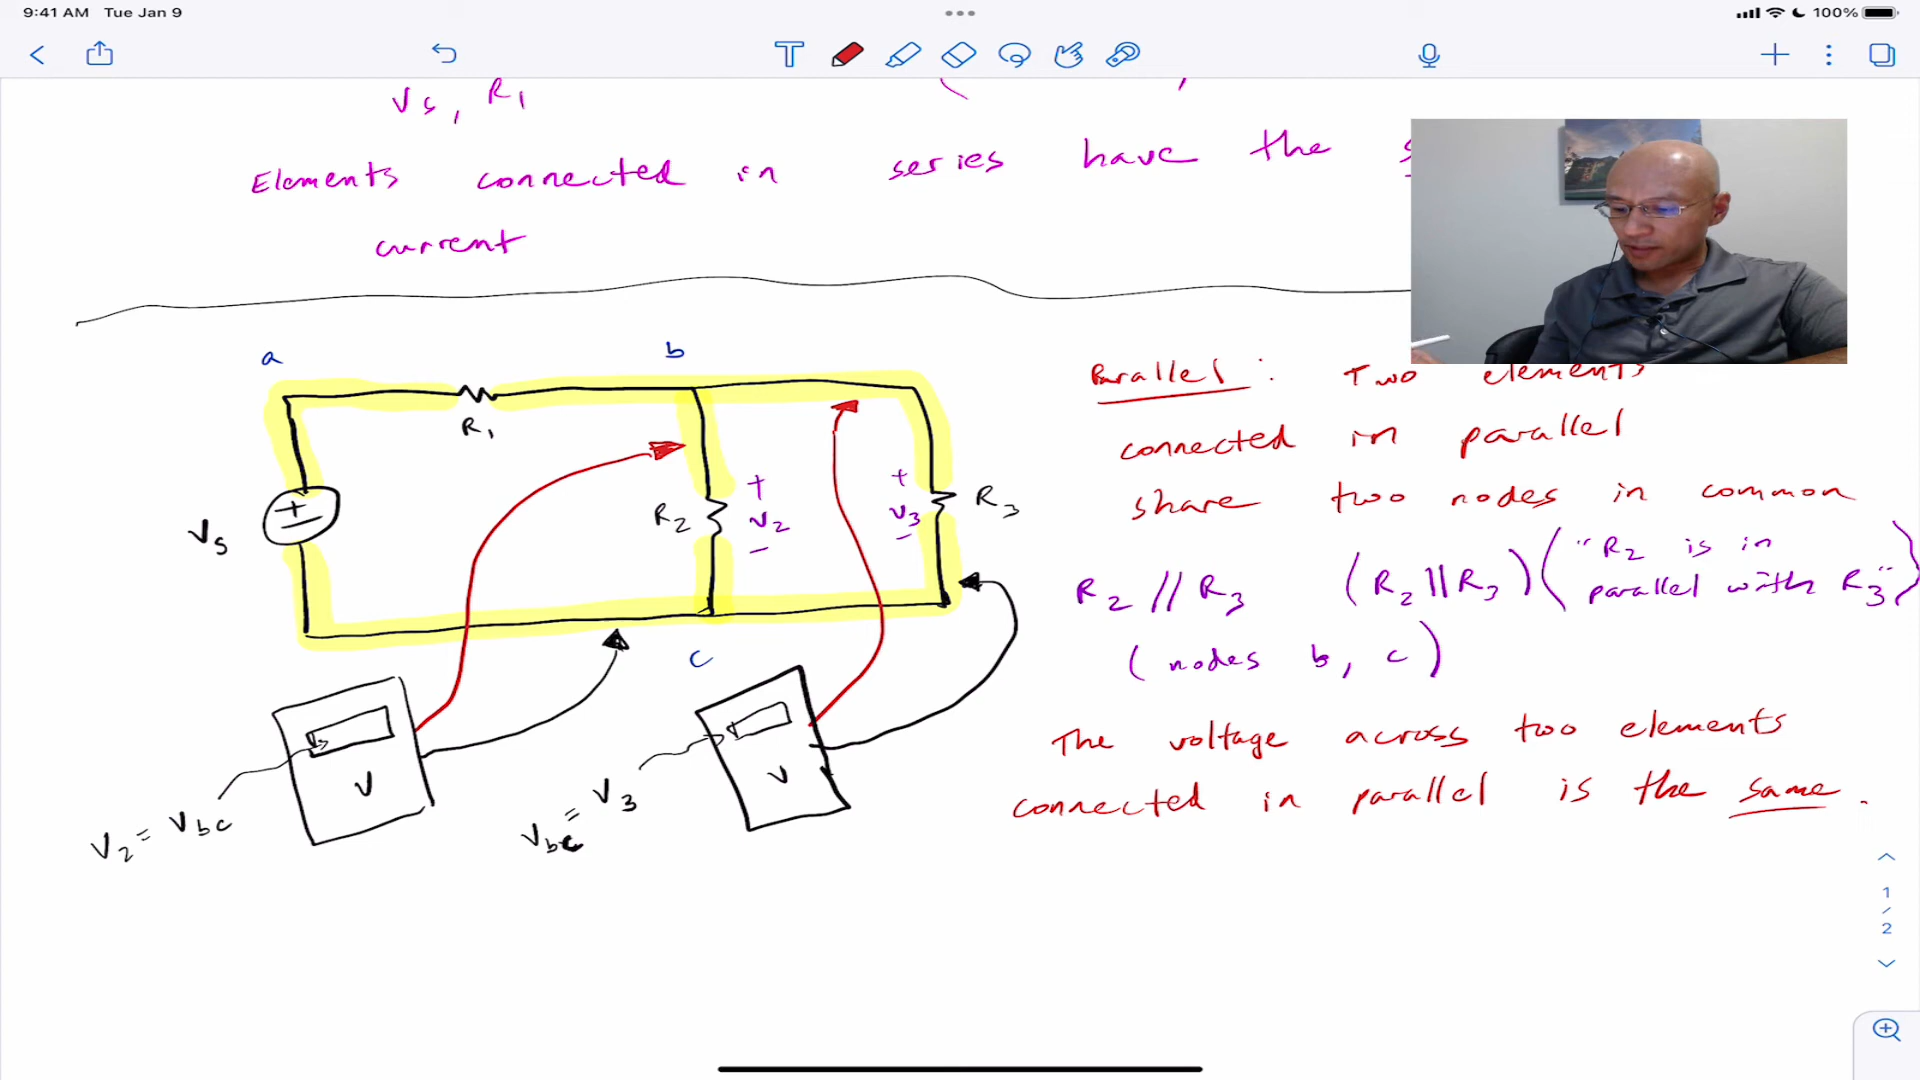 9:41 AM Tue Jan 9
100%
Vs, R1
Elements connected in series have the
current
a
b
R1
Vs
R2
+
V2
−
+
V3
−
R3
c
V
V
V2 = Vbc
Vbc = V3
Parallel : Two elements
connected in parallel
share two nodes in common
R2 // R3 (R2 || R3) ("R2 is in
parallel with R3")
(nodes b, c)
The voltage across two elements
connected in parallel is the same.
1
/
2